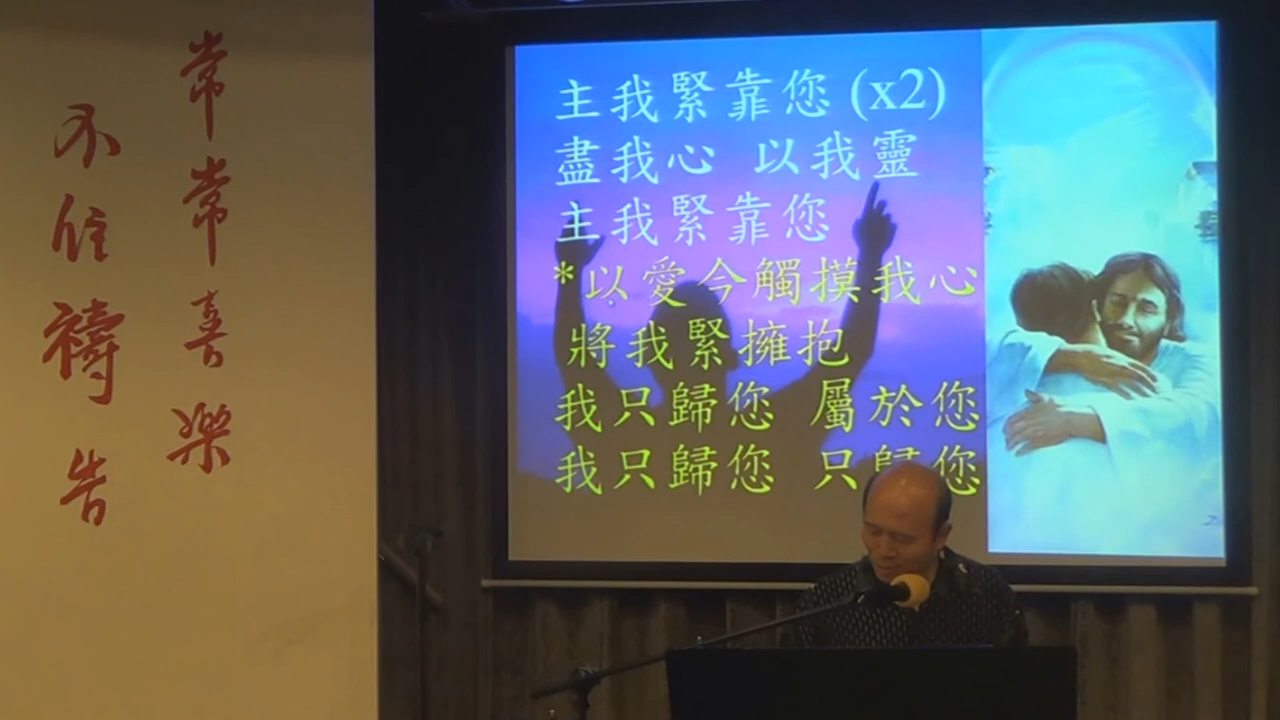 常常喜樂
不住禱告
主我緊靠您 (x2)
盡我心 以我靈
主我緊靠您
*以愛今觸摸我心
將我緊擁抱
我只歸您 屬於您
我只歸您 只歸您